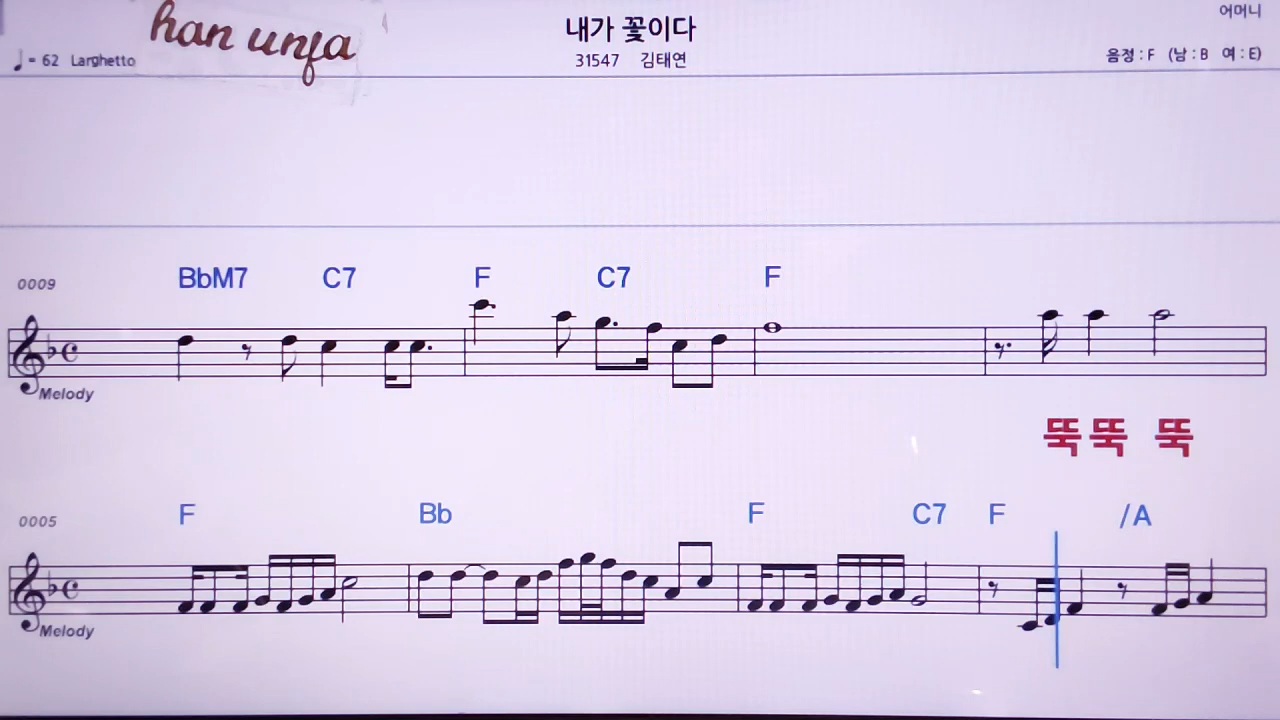 han unja
내가 꽃이다
어머니
♩= 62 Larghetto
31547 김태연
음정 : F (남 : B 여 : E)
0009
BbM7 C7 F C7 F
Melody
뚝 뚝 뚝
0005
F Bb F C7 F /A
Melody